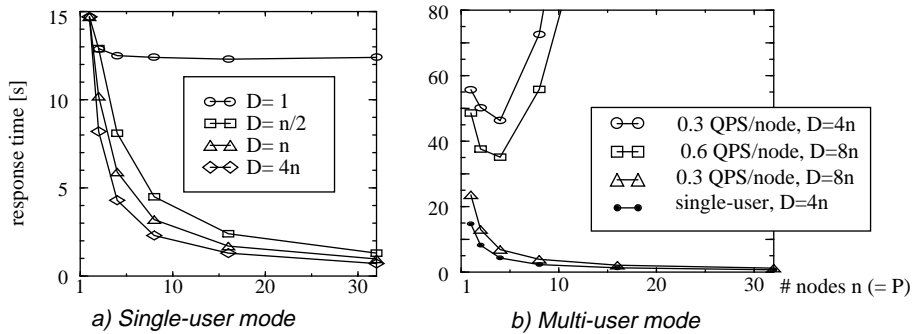 15
10
5
0
response time [s]
D= 1
D= n/2
D= n
D= 4n
1
10
20
30
a) Single-user mode
80
60
40
20
0
0.3 QPS/node, D=4n
0.6 QPS/node, D=8n
0.3 QPS/node, D=8n
single-user, D=4n
1
10
20
30
# nodes n (= P)
b) Multi-user mode